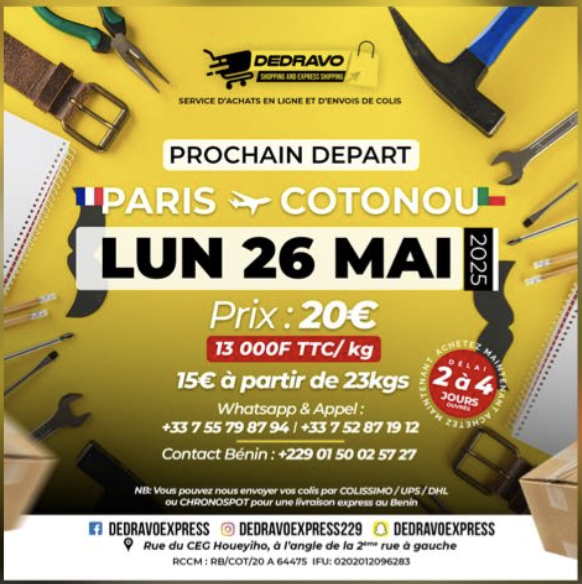 DEDRAVO
SHOPPING AND EXPRESS SHIPPING
SERVICE D'ACHATS EN LIGNE ET D'ENVOIS DE COLIS
PROCHAIN DEPART
PARIS COTONOU
LUN 26 MAI 2025
Prix : 20€
13 000F TTC/ kg
15€ à partir de 23kgs
ACHETEZ MAINTENANT ACHETEZ MAINTENANT
DELAI
2 à 4
JOURS
OUVRÉS
Whatsapp & Appel :
+33 7 55 79 87 94 | +33 7 52 87 19 12
Contact Bénin : +229 01 50 02 57 27
NB: Vous pouvez nous envoyer vos colis par COLISSIMO / UPS / DHL
ou CHRONOSPOT pour une livraison express au Benin
DEDRAVOEXPRESS DEDRAVOEXPRESS229 DEDRAVOEXPRESS
Rue du CEG Houeyiho, à l'angle de la 2ème rue à gauche
RCCM : RB/COT/20 A 64475 IFU: 0202012096283